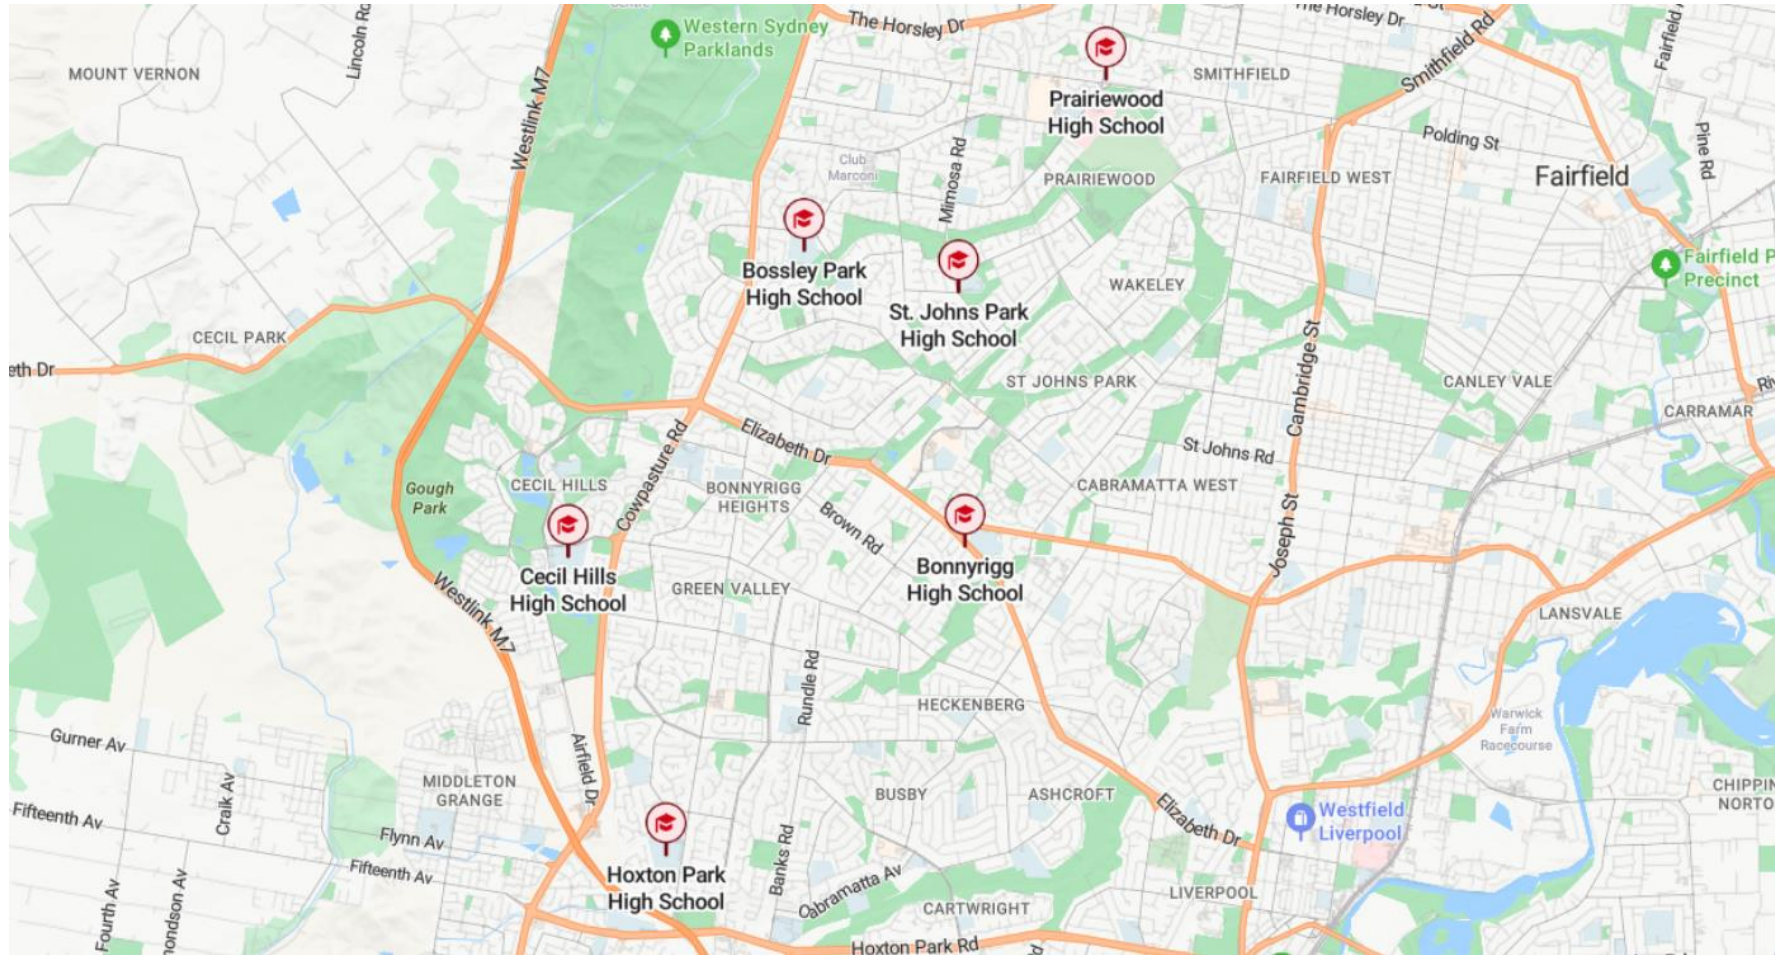 Lincoln Rd
Western Sydney
Parklands
The Horsley Dr
The Horsley Dr
Smithfield Rd
MOUNT VERNON
Westlink M7
Prairiewood
High School
SMITHFIELD
Polding St
Pine Rd
Fairfield
Club
Marconi
Mimosa Rd
PRAIRIEWOOD
FAIRFIELD WEST
Fairfield
Bossley Park
High School
St. Johns Park
High School
WAKELEY
Fairfield P
Precinct
CECIL PARK
eth Dr
ST JOHNS PARK
Cambridge St
CANLEY VALE
CARRAMAR
Elizabeth Dr
St Johns Rd
Cowpasture Rd
Gough
Park
CECIL HILLS
BONNYRIGG
HEIGHTS
Brown Rd
CABRAMATTA WEST
Joseph St
Cecil Hills
High School
Bonnyrigg
High School
GREEN VALLEY
Westlink M7
LANSVALE
Rundle Rd
HECKENBERG
Warwick
Farm
Racecourse
Gurner Av
Airfield Dr
MIDDLETON
GRANGE
Craik Av
Fifteenth Av
Flynn Av
Fifteenth Av
BUSBY
ASHCROFT
Elizabeth Dr
Westfield
Liverpool
CHIPPIN
NORTO
Hoxton Park
High School
Banks Rd
Cabramatta Av
CARTWRIGHT
LIVERPOOL
Fourth Av
mondson Av
Hoxton Park Rd